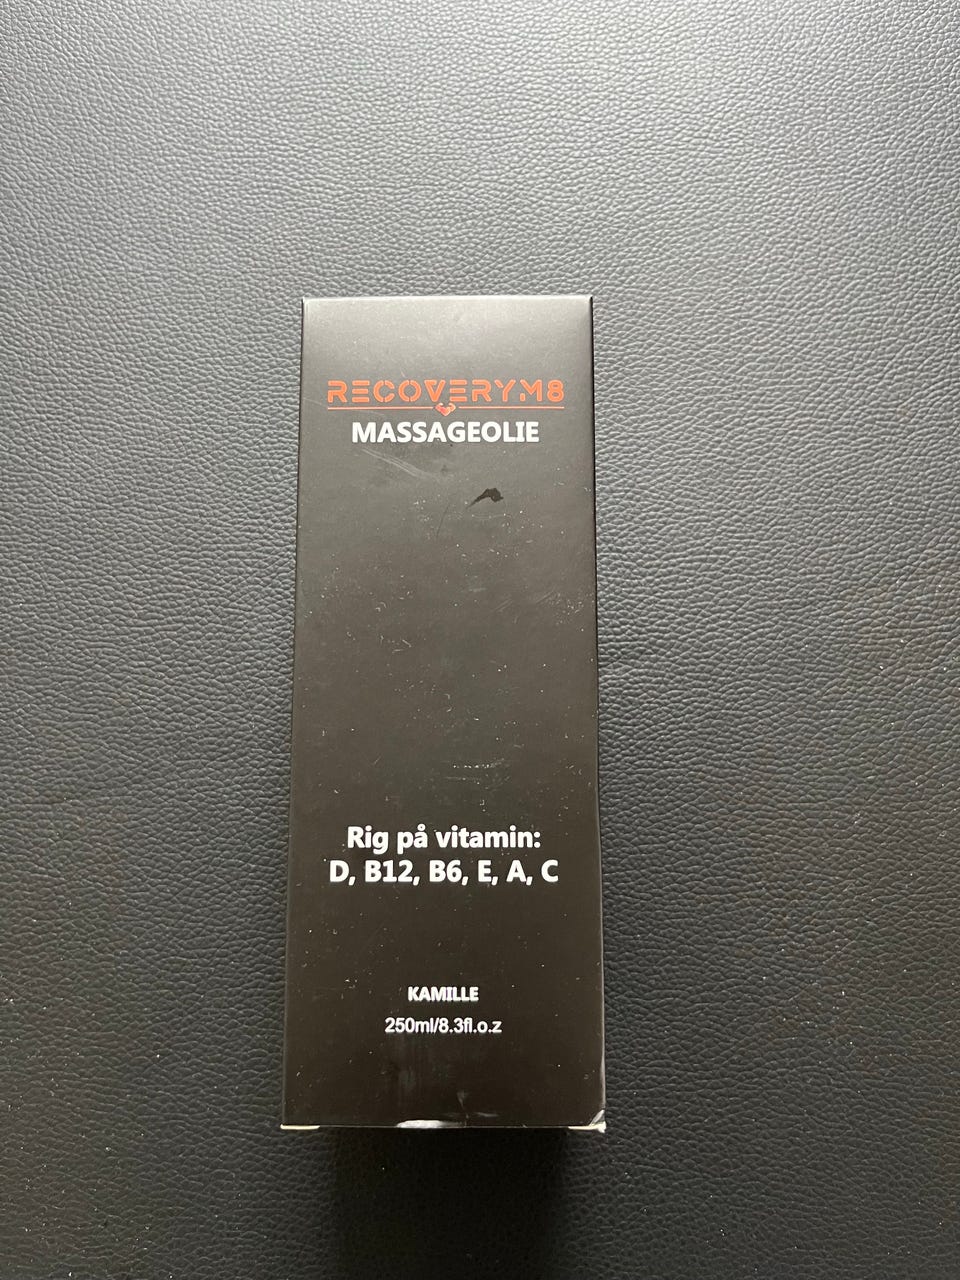 RECOVERYM8
MASSAGEOLIE
Rig på vitamin:
D, B12, B6, E, A, C
KAMILLE
250ml/8.3fl.o.z